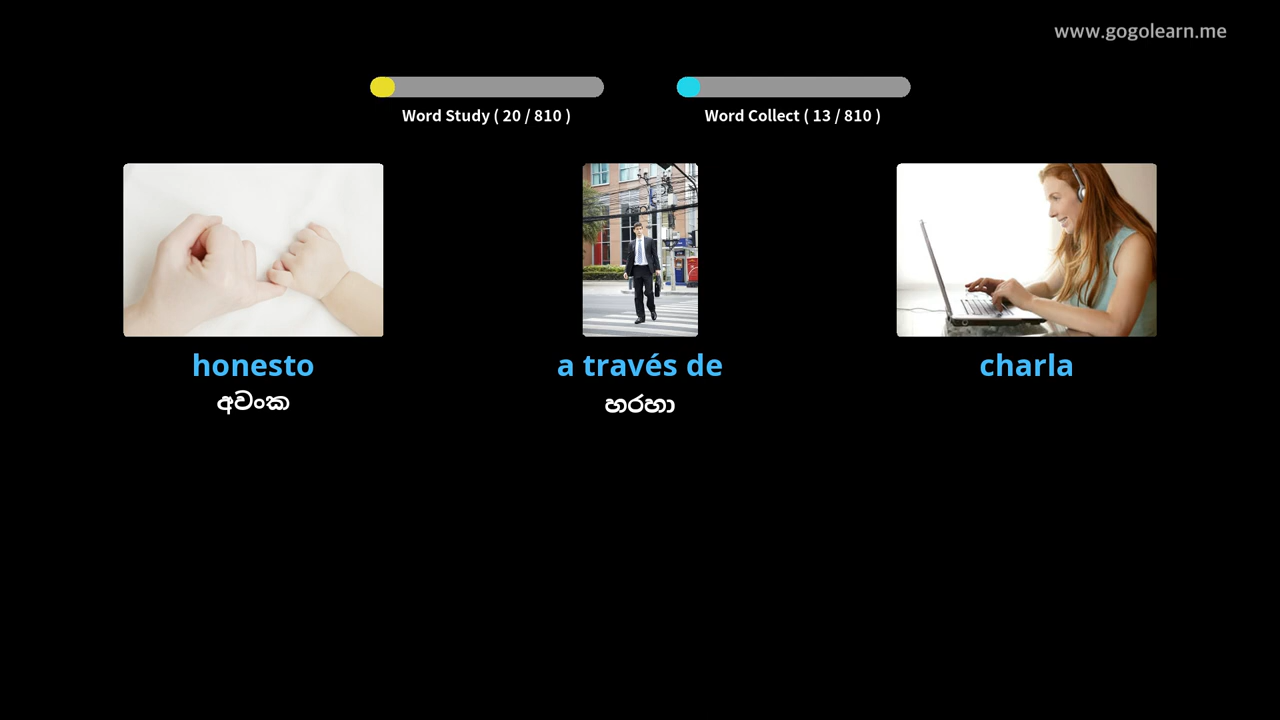 www.gogolearn.me
Word Study ( 20 / 810 )
Word Collect ( 13 / 810 )
honesto
අවංක
a través de
හරහා
charla